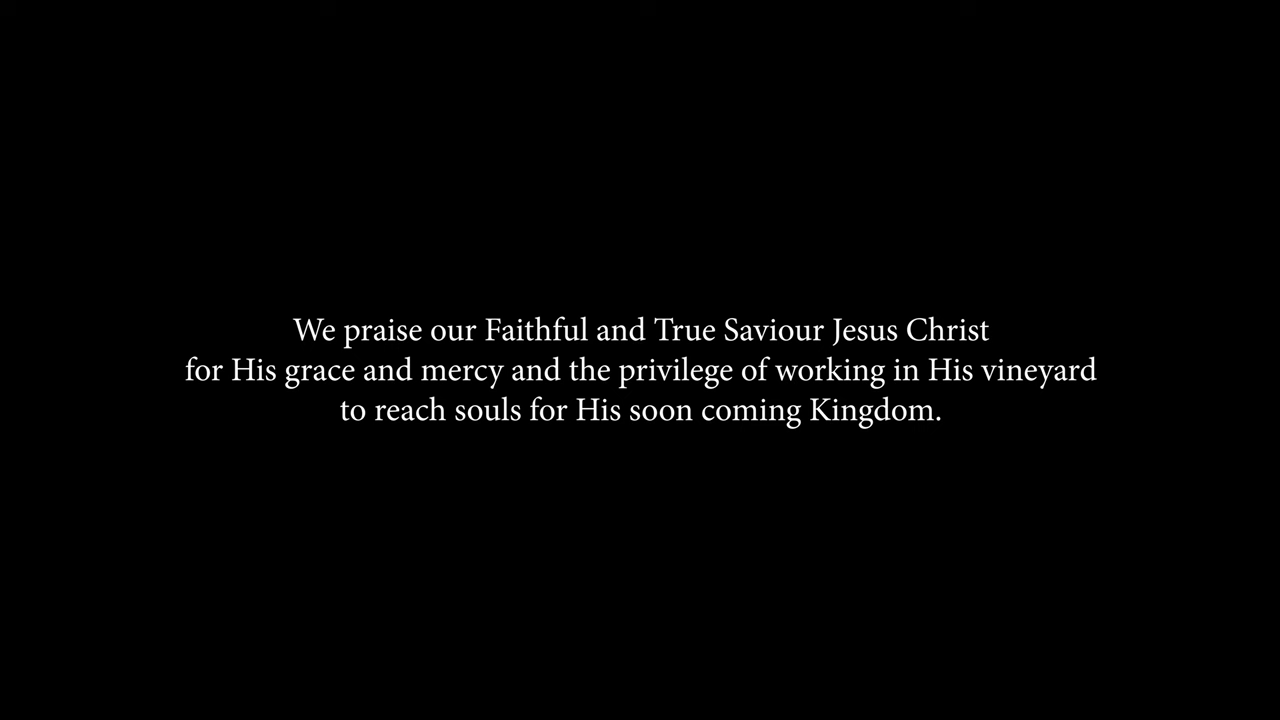 We praise our Faithful and True Saviour Jesus Christ
for His grace and mercy and the privilege of working in His vineyard
to reach souls for His soon coming Kingdom.